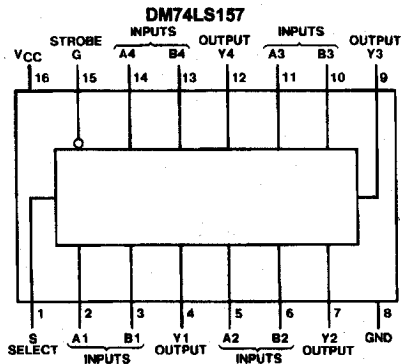 DM74LS157
STROBE INPUTS OUTPUT INPUTS OUTPUT
VCC G A4 B4 Y4 A3 B3 Y3
16 15 14 13 12 11 10 9
1 2 3 4 5 6 7 8
S A1 B1 Y1 A2 B2 Y2 GND
SELECT INPUTS OUTPUT INPUTS OUTPUT